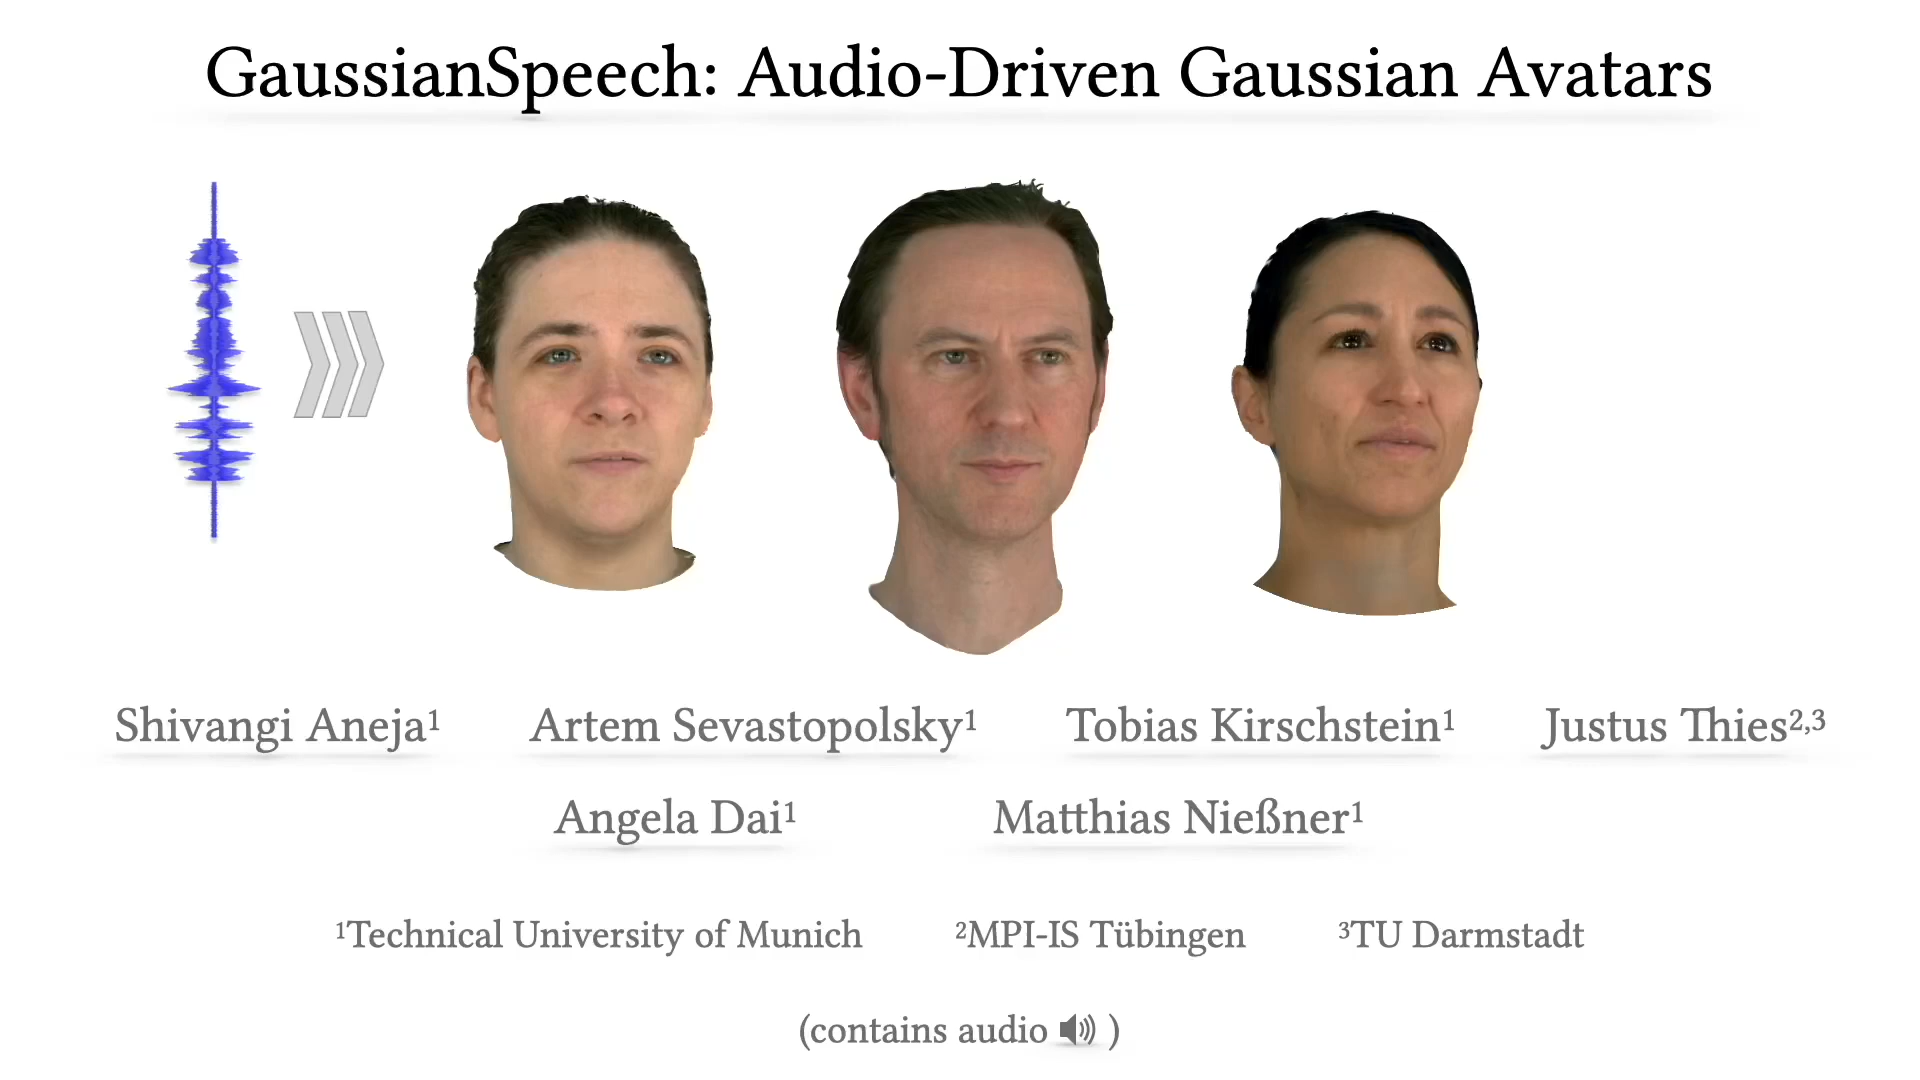 GaussianSpeech: Audio-Driven Gaussian Avatars
Shivangi Aneja¹ Artem Sevastopolsky¹ Tobias Kirschstein¹ Justus Thies²,³
Angela Dai¹ Matthias Nießner¹
¹Technical University of Munich ²MPI-IS Tübingen ³TU Darmstadt
(contains audio 🔊 )